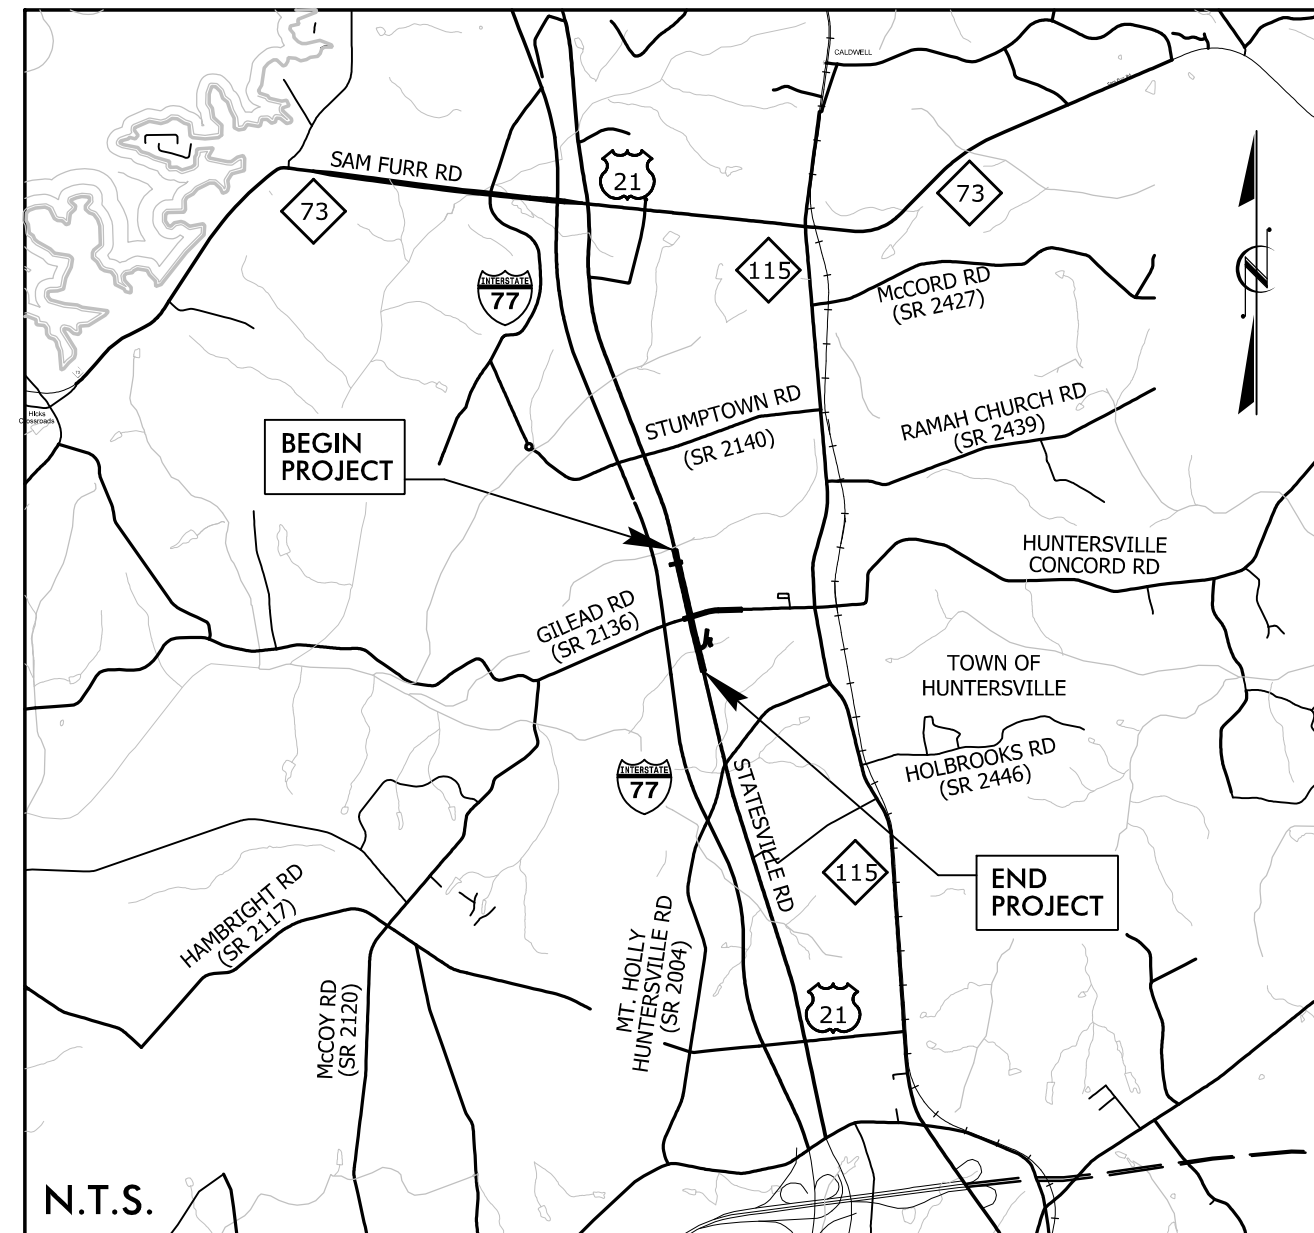 CALDWELL
SAM FURR RD
21
73
73
115
INTERSTATE
77
McCORD RD
(SR 2427)
Hicks
Crossroads
STUMPTOWN RD
(SR 2140)
RAMAH CHURCH RD
(SR 2439)
BEGIN
PROJECT
HUNTERSVILLE
CONCORD RD
GILEAD RD
(SR 2136)
TOWN OF
HUNTERSVILLE
HOLBROOKS RD
(SR 2446)
INTERSTATE
77
STATESVILLE RD
115
END
PROJECT
HAMBRIGHT RD
(SR 2117)
MT. HOLLY
HUNTERSVILLE RD
(SR 2004)
McCOY RD
(SR 2120)
21
N.T.S.